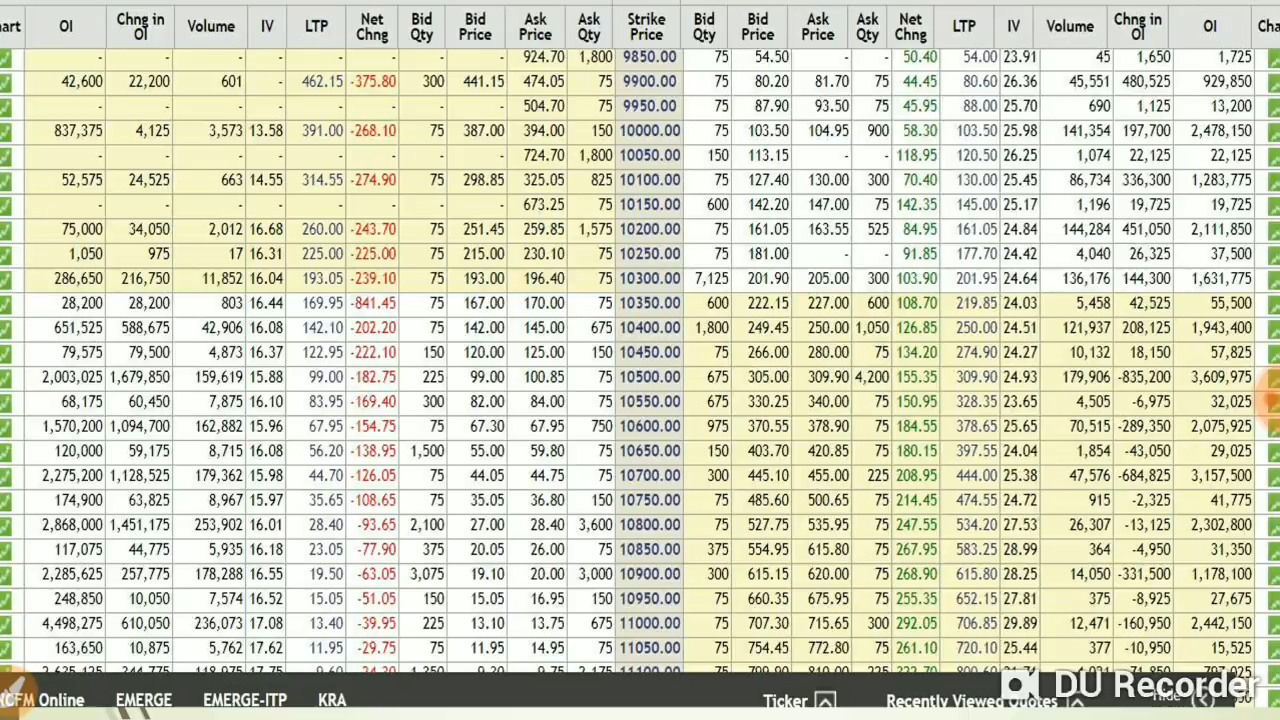 art OI Chng in OI Volume IV LTP Net Chng Bid Qty Bid Price Ask Price Ask Qty Strike Price Bid Qty Bid Price Ask Price Ask Qty Net Chng LTP IV Volume Chng in OI OI Cha
- - - - - - - - 924.70 1,800 9850.00 75 54.50 - - 50.40 54.00 23.91 45 1,650 1,725
42,600 22,200 601 - 462.15 -375.80 300 441.15 474.05 75 9900.00 75 80.20 81.70 75 44.45 80.60 26.36 45,551 480,525 929,850
- - - - - - - - 504.70 75 9950.00 75 87.90 93.50 75 45.95 88.00 25.70 690 1,125 13,200
837,375 4,125 3,573 13.58 391.00 -268.10 75 387.00 394.00 150 10000.00 75 103.50 104.95 900 58.30 103.50 25.98 141,354 197,700 2,478,150
- - - - - - - - 724.70 1,800 10050.00 150 113.15 - - 118.95 120.50 26.25 1,074 22,125 22,125
52,575 24,525 663 14.55 314.55 -274.90 75 298.85 325.05 825 10100.00 75 127.40 130.00 300 70.40 130.00 25.45 86,734 336,300 1,283,775
- - - - - - - - 673.25 75 10150.00 600 142.20 147.00 75 142.35 145.00 25.17 1,196 19,725 19,725
75,000 34,050 2,012 16.68 260.00 -243.70 75 251.45 259.85 1,575 10200.00 75 161.05 163.55 525 84.95 161.05 24.84 144,284 451,050 2,111,850
1,050 975 17 16.31 225.00 -225.00 75 215.00 230.10 75 10250.00 75 181.00 - - 91.85 177.70 24.42 4,040 26,325 37,500
286,650 216,750 11,852 16.04 193.05 -239.10 75 193.00 196.40 75 10300.00 7,125 201.90 205.00 300 103.90 201.95 24.64 136,176 144,300 1,631,775
28,200 28,200 803 16.44 169.95 -841.45 75 167.00 170.00 75 10350.00 600 222.15 227.00 600 108.70 219.85 24.03 5,458 42,525 55,500
651,525 588,675 42,906 16.08 142.10 -202.20 75 142.00 145.00 675 10400.00 1,800 249.45 250.00 1,050 126.85 250.00 24.51 121,937 208,125 1,943,400
79,575 79,500 4,873 16.37 122.95 -222.10 150 120.00 125.00 150 10450.00 75 266.00 280.00 75 134.20 274.90 24.27 10,132 18,150 57,825
2,003,025 1,679,850 159,619 15.88 99.00 -182.75 225 99.00 100.85 75 10500.00 675 305.00 309.90 4,200 155.35 309.90 24.93 179,906 -835,200 3,609,975
68,175 60,450 7,875 16.10 83.95 -169.40 300 82.00 84.00 75 10550.00 675 330.25 340.00 75 150.95 328.35 23.65 4,505 -6,975 32,025
1,570,200 1,094,700 162,882 15.96 67.95 -154.75 75 67.30 67.95 750 10600.00 975 370.55 378.90 75 184.55 378.65 25.65 70,515 -289,350 2,075,925
120,000 59,175 8,715 16.08 56.20 -138.95 1,500 55.00 59.80 75 10650.00 150 403.70 420.85 75 180.15 397.55 24.04 1,854 -43,050 29,025
2,275,200 1,128,525 179,362 15.98 44.70 -126.05 75 44.05 44.75 75 10700.00 300 445.10 455.00 225 208.95 444.00 25.38 47,576 -684,825 3,157,500
174,900 63,825 8,967 15.97 35.65 -108.65 75 35.05 36.80 150 10750.00 75 485.60 500.65 75 214.45 474.55 24.72 915 -2,325 41,775
2,868,000 1,451,175 253,902 16.01 28.40 -93.65 2,100 27.00 28.40 3,600 10800.00 75 527.75 535.95 75 247.55 534.20 27.53 26,307 -13,125 2,302,800
117,075 44,775 5,935 16.18 23.05 -77.90 375 20.05 26.00 75 10850.00 375 554.95 615.80 75 267.95 583.25 28.99 364 -4,950 31,350
2,285,625 257,775 178,288 16.55 19.50 -63.05 3,075 19.10 20.00 3,000 10900.00 300 615.15 620.00 75 268.90 615.80 28.25 14,050 -331,500 1,178,100
248,850 10,050 7,574 16.52 15.05 -51.05 150 15.05 16.95 150 10950.00 75 660.35 675.95 75 255.35 652.15 27.81 375 -8,925 27,675
4,498,275 610,050 236,073 17.08 13.40 -39.95 225 13.10 13.75 675 11000.00 75 707.30 715.65 300 292.05 706.85 29.89 12,471 -160,950 2,442,150
163,650 10,875 5,762 17.62 11.95 -29.75 75 11.95 13.90 75 11050.00 75 754.45 772.80 75 261.10 720.10 25.44 377 -10,950 15,525
NCFM Online EMERGE EMERGE-ITP KRA Ticker Recently Viewed Quotes Hide
DU Recorder